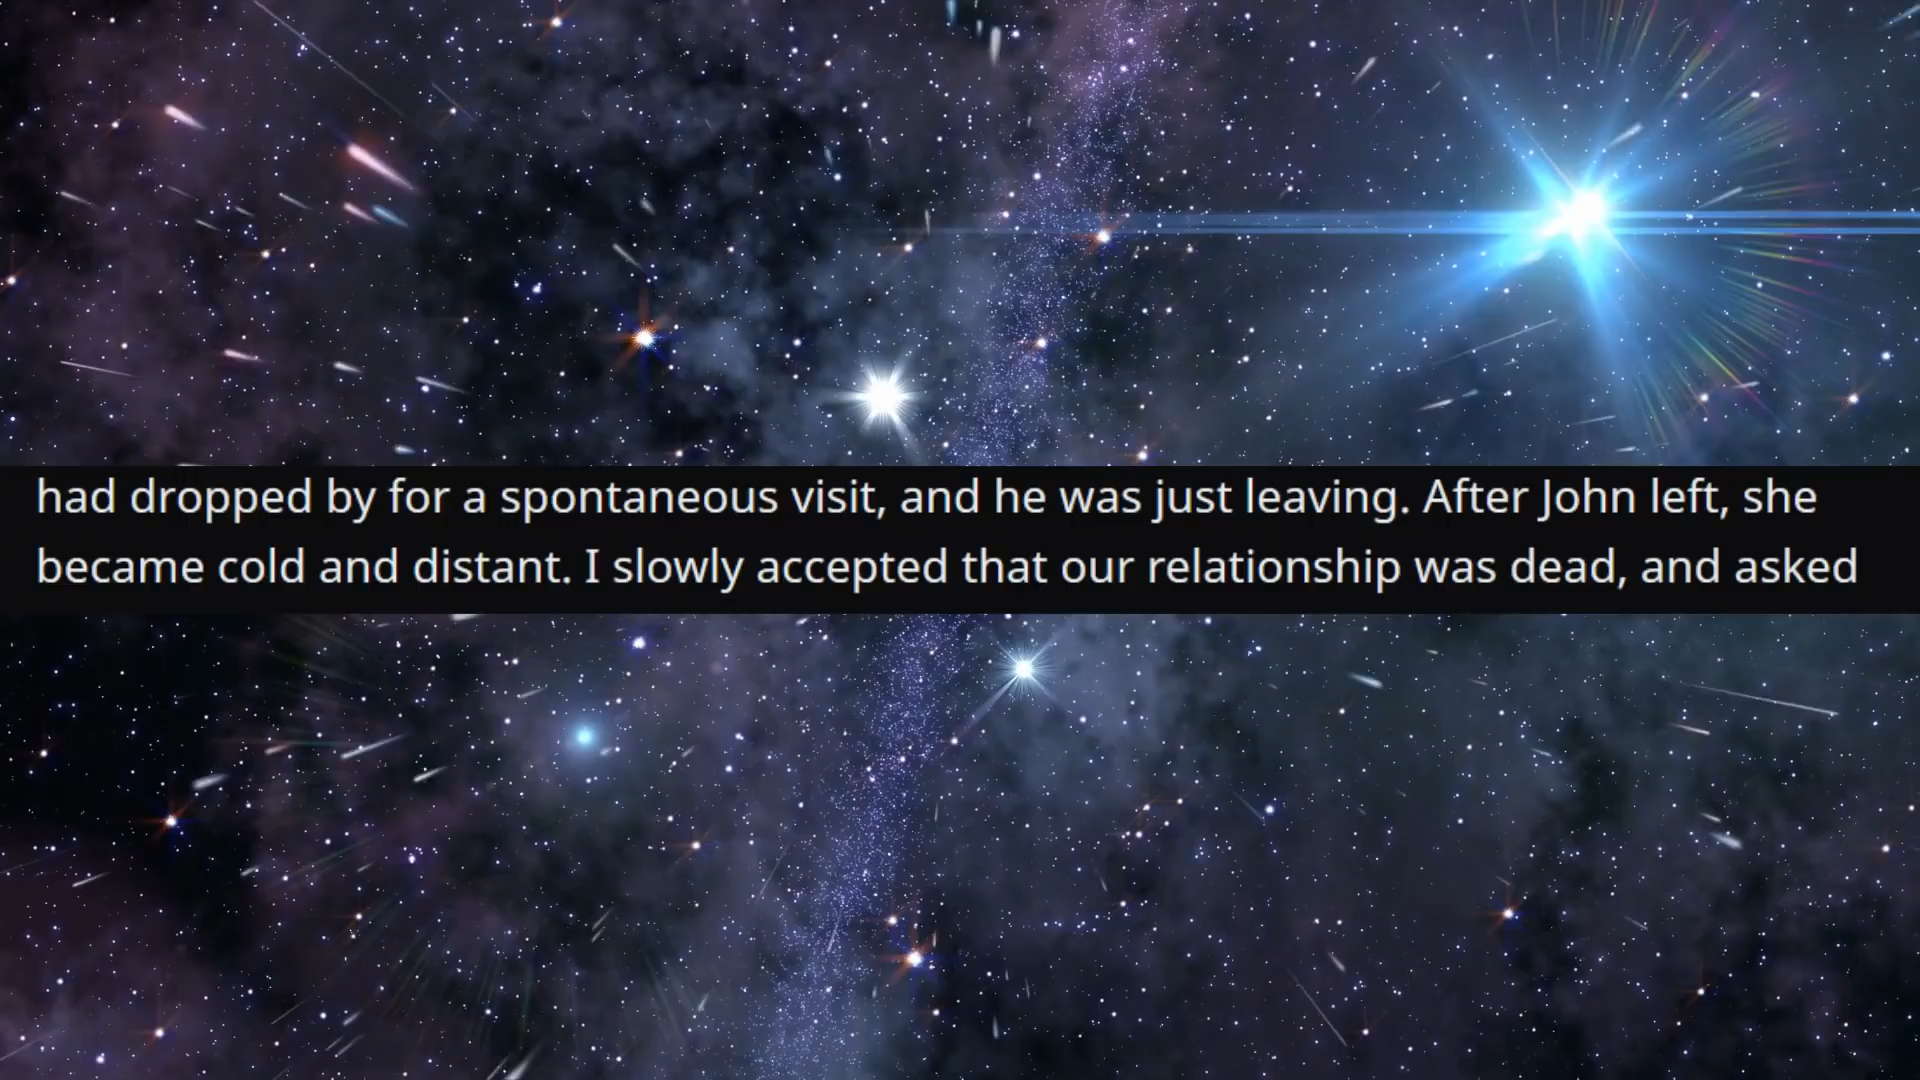 had dropped by for a spontaneous visit, and he was just leaving. After John left, she
became cold and distant. I slowly accepted that our relationship was dead, and asked